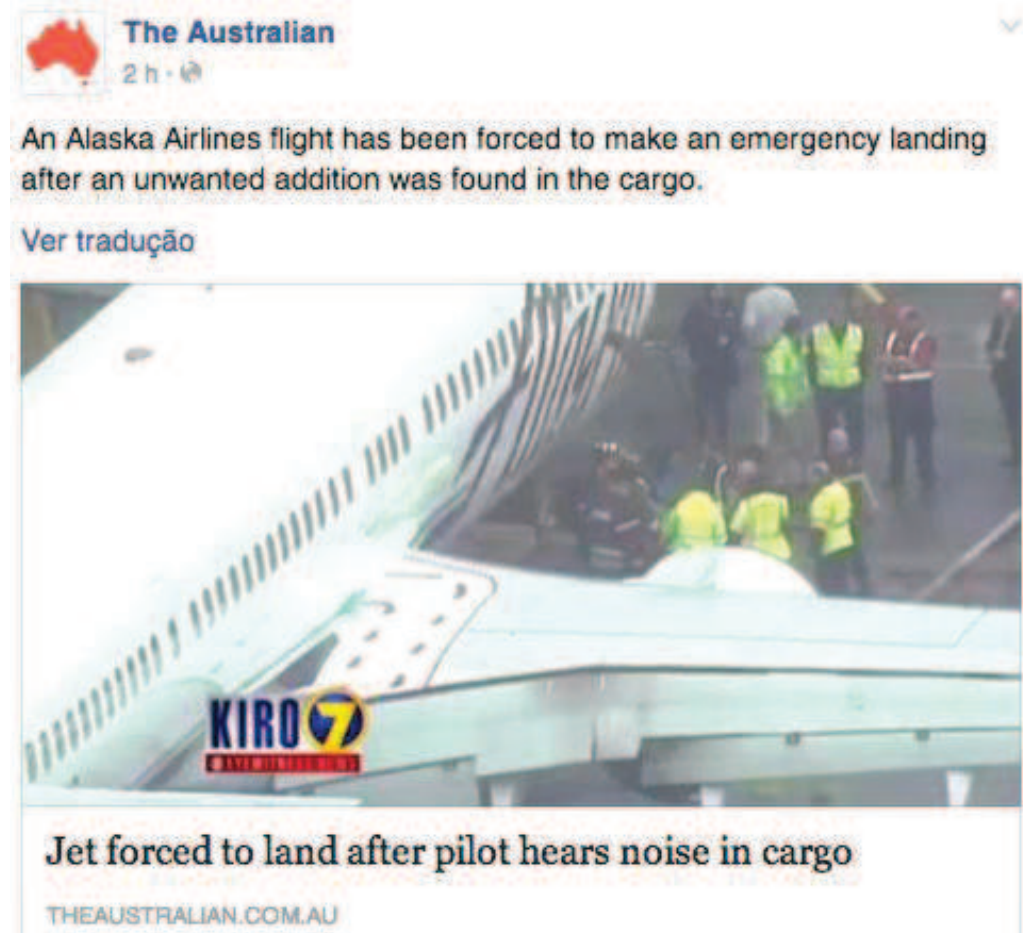 The Australian
2 h ·
An Alaska Airlines flight has been forced to make an emergency landing
after an unwanted addition was found in the cargo.
Ver tradução
KIRO 7
Jet forced to land after pilot hears noise in cargo
THEAUSTRALIAN.COM.AU